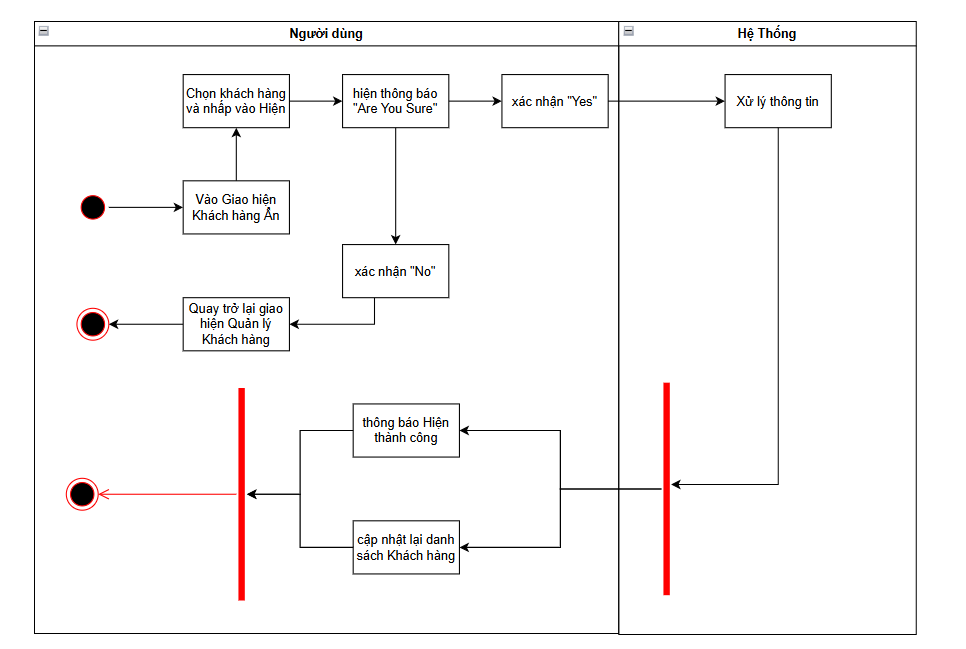 Người dùng
Hệ Thống
Chọn khách hàng
và nhấp vào Hiện
hiện thông báo
"Are You Sure"
xác nhận "Yes"
Xử lý thông tin
Vào Giao hiện
Khách hàng Ẩn
xác nhận "No"
Quay trở lại giao
hiện Quản lý
Khách hàng
thông báo Hiện
thành công
cập nhật lại danh
sách Khách hàng